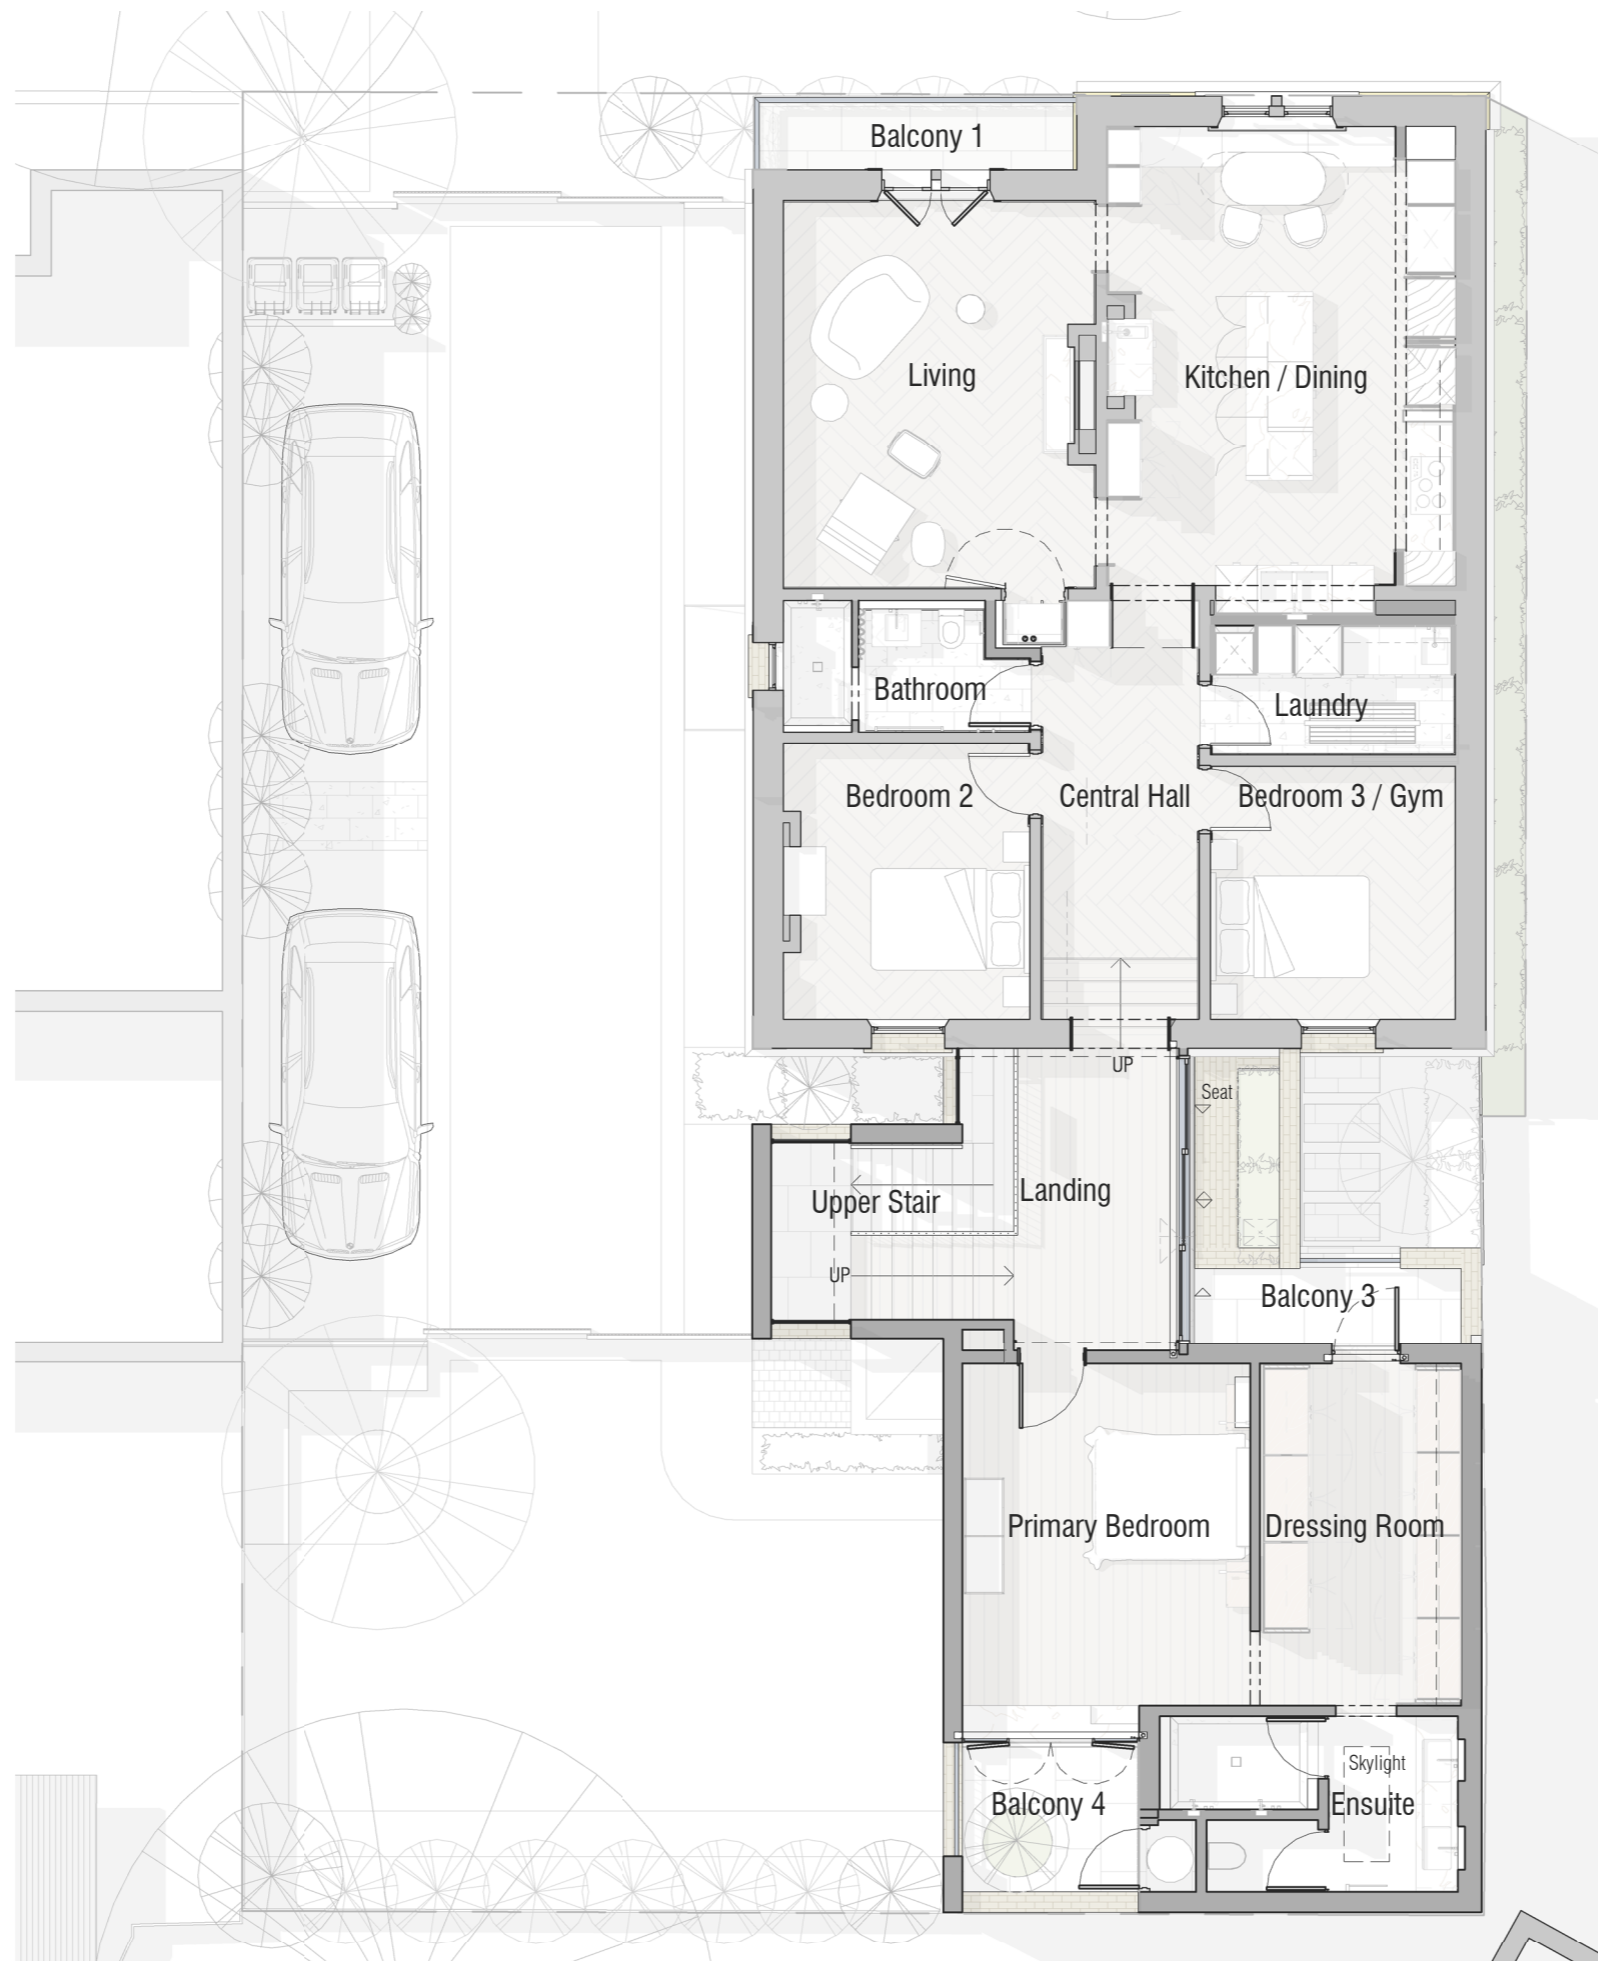 Balcony 1
Living
Kitchen / Dining
Bathroom
Laundry
Bedroom 2
Central Hall
Bedroom 3 / Gym
UP
Seat
Upper Stair
Landing
UP
Balcony 3
Primary Bedroom
Dressing Room
Skylight
Balcony 4
Ensuite